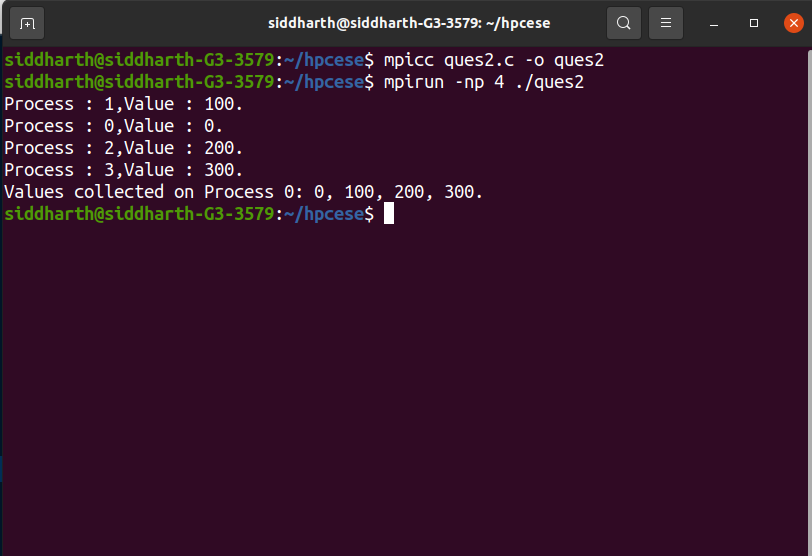 siddharth@siddharth-G3-3579: ~/hpcese
siddharth@siddharth-G3-3579:~/hpcese$ mpicc ques2.c -o ques2
siddharth@siddharth-G3-3579:~/hpcese$ mpirun -np 4 ./ques2
Process : 1,Value : 100.
Process : 0,Value : 0.
Process : 2,Value : 200.
Process : 3,Value : 300.
Values collected on Process 0: 0, 100, 200, 300.
siddharth@siddharth-G3-3579:~/hpcese$